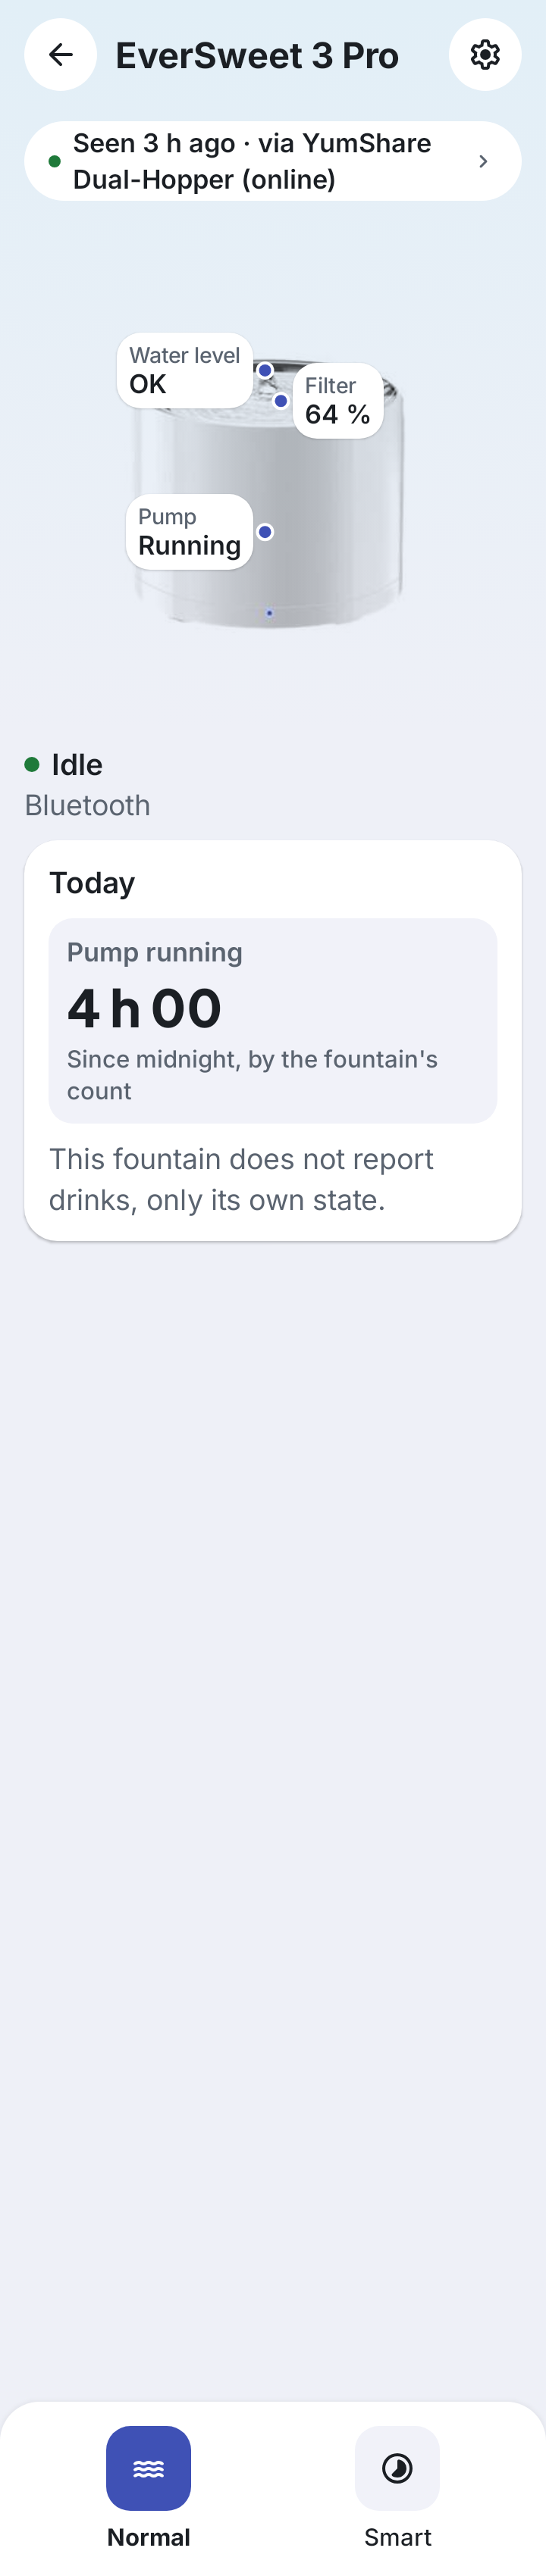 EverSweet 3 Pro
Seen 3 h ago · via YumShare
Dual-Hopper (online)
Water level
OK
Filter
64 %
Pump
Running
Idle
Bluetooth
Today
Pump running
4 h 00
Since midnight, by the fountain's
count
This fountain does not report
drinks, only its own state.
Normal
Smart